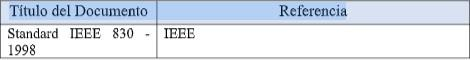 Título del Documento Referencia
Standard IEEE 830 - IEEE
1998